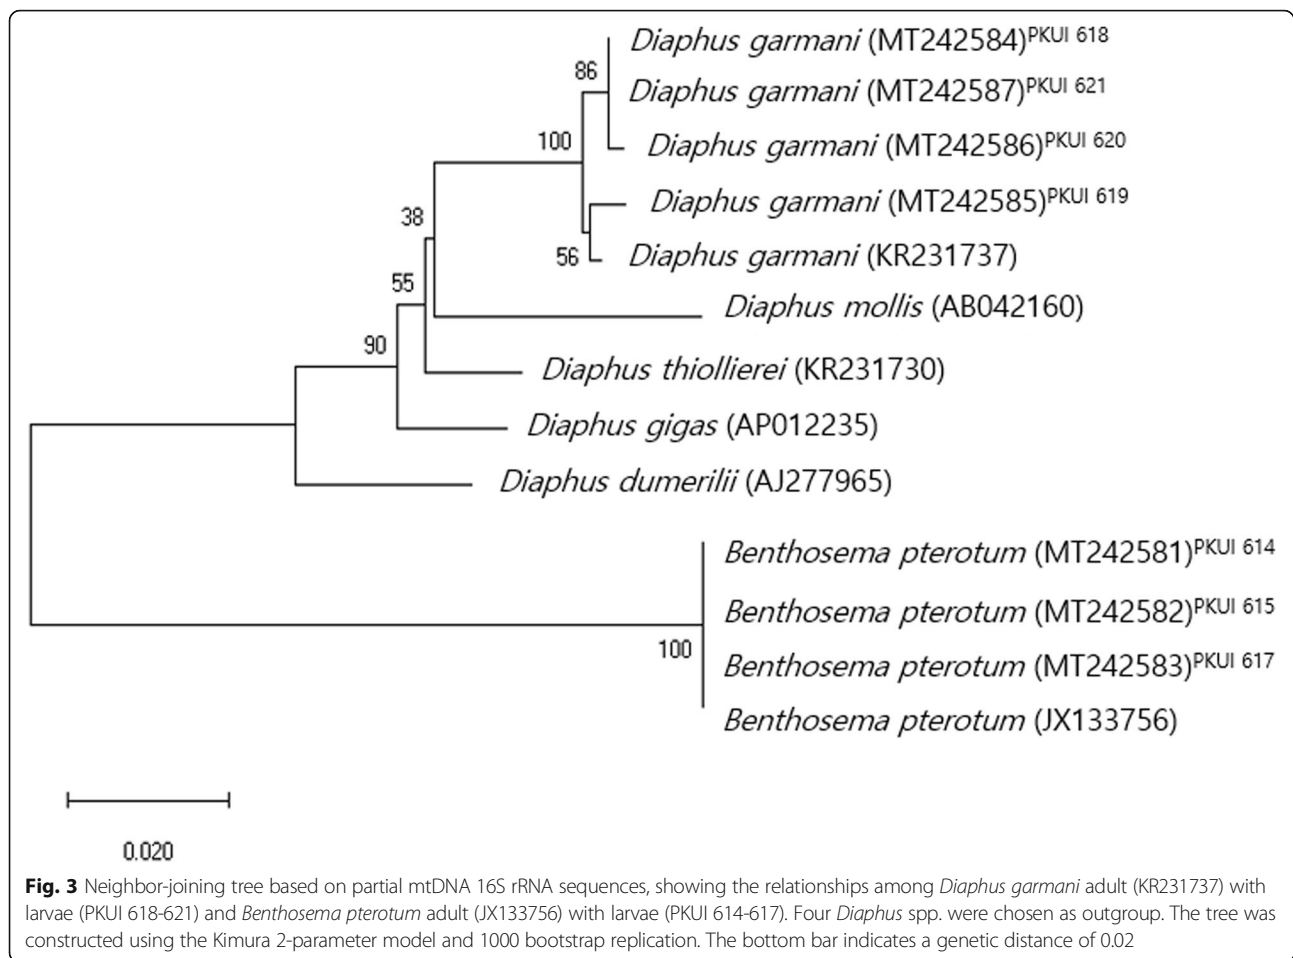 Diaphus garmani (MT242584)PKUI 618
86
Diaphus garmani (MT242587)PKUI 621
100
Diaphus garmani (MT242586)PKUI 620
Diaphus garmani (MT242585)PKUI 619
38
56
Diaphus garmani (KR231737)
55
Diaphus mollis (AB042160)
90
Diaphus thiollierei (KR231730)
Diaphus gigas (AP012235)
Diaphus dumerilii (AJ277965)
Benthosema pterotum (MT242581)PKUI 614
Benthosema pterotum (MT242582)PKUI 615
100
Benthosema pterotum (MT242583)PKUI 617
Benthosema pterotum (JX133756)
0.020
Fig. 3 Neighbor-joining tree based on partial mtDNA 16S rRNA sequences, showing the relationships among Diaphus garmani adult (KR231737) with
larvae (PKUI 618-621) and Benthosema pterotum adult (JX133756) with larvae (PKUI 614-617). Four Diaphus spp. were chosen as outgroup. The tree was
constructed using the Kimura 2-parameter model and 1000 bootstrap replication. The bottom bar indicates a genetic distance of 0.02